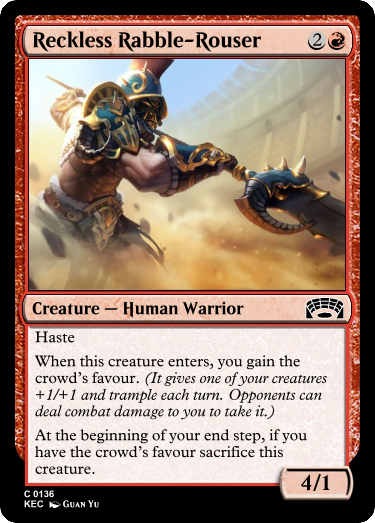 Reckless Rabble-Rouser 2
Creature — Human Warrior
Haste
When this creature enters, you gain the
crowd's favour. (It gives one of your creatures
+1/+1 and trample each turn. Opponents can
deal combat damage to you to take it.)
At the beginning of your end step, if you
have the crowd's favour sacrifice this
creature.
4/1
C 0136
KEC Guan Yu